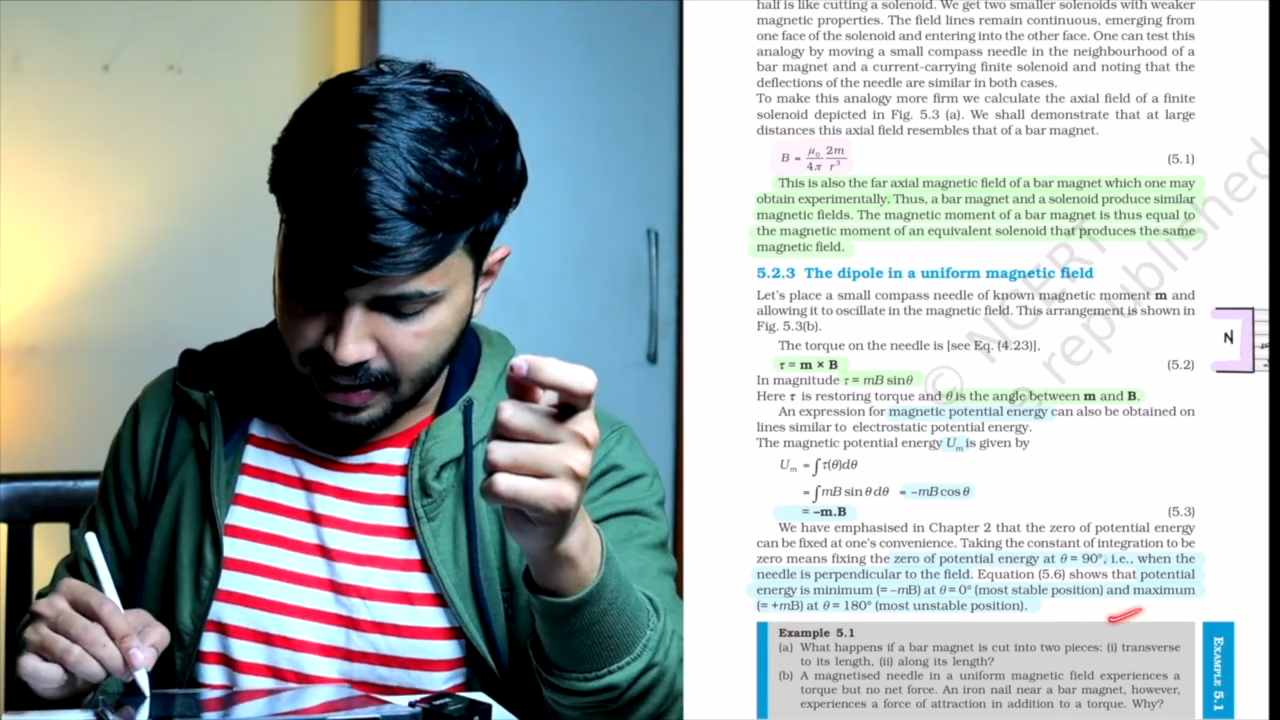 half is like cutting a solenoid. We get two smaller solenoids with weaker
magnetic properties. The field lines remain continuous, emerging from
one face of the solenoid and entering into the other face. One can test this
analogy by moving a small compass needle in the neighbourhood of a
bar magnet and a current-carrying finite solenoid and noting that the
deflections of the needle are similar in both cases.
To make this analogy more firm we calculate the axial field of a finite
solenoid depicted in Fig. 5.3 (a). We shall demonstrate that at large
distances this axial field resembles that of a bar magnet.
B = μ₀/4π 2m/r³ (5.1)
This is also the far axial magnetic field of a bar magnet which one may
obtain experimentally. Thus, a bar magnet and a solenoid produce similar
magnetic fields. The magnetic moment of a bar magnet is thus equal to
the magnetic moment of an equivalent solenoid that produces the same
magnetic field.
5.2.3 The dipole in a uniform magnetic field
Let's place a small compass needle of known magnetic moment m and
allowing it to oscillate in the magnetic field. This arrangement is shown in
Fig. 5.3(b).
The torque on the needle is [see Eq. (4.23)],
τ = m × B (5.2)
In magnitude τ = mB sinθ
Here τ is restoring torque and θ is the angle between m and B.
An expression for magnetic potential energy can also be obtained on
lines similar to electrostatic potential energy.
The magnetic potential energy Uₘ is given by
Uₘ = ∫τ(θ)dθ
= ∫mB sin θ dθ = −mB cos θ
= −m.B (5.3)
We have emphasised in Chapter 2 that the zero of potential energy
can be fixed at one's convenience. Taking the constant of integration to be
zero means fixing the zero of potential energy at θ = 90°, i.e., when the
needle is perpendicular to the field. Equation (5.6) shows that potential
energy is minimum (= −mB) at θ = 0° (most stable position) and maximum
(= +mB) at θ = 180° (most unstable position).
Example 5.1
(a) What happens if a bar magnet is cut into two pieces: (i) transverse
to its length, (ii) along its length?
(b) A magnetised needle in a uniform magnetic field experiences a
torque but no net force. An iron nail near a bar magnet, however,
experiences a force of attraction in addition to a torque. Why?
EXAMPLE 5.1
N
© NCERT
republished